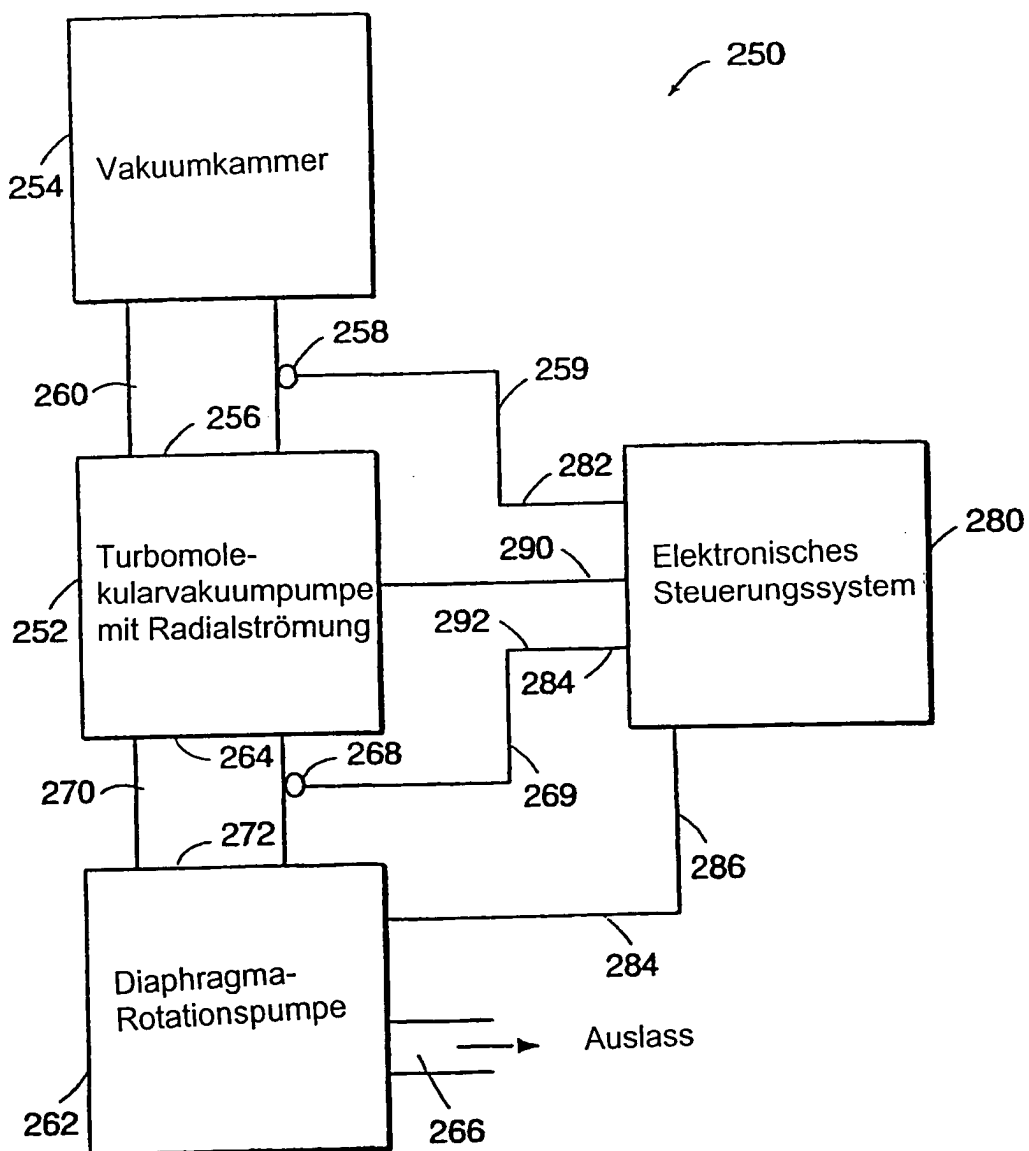 250
Vakuumkammer
254
258
259
260
256
282
280
Turbomole-
kularvakuumpumpe
mit Radialströmung
290
Elektronisches
Steuerungssystem
252
292
284
264
268
270
269
272
286
284
Diaphragma-
Rotationspumpe
Auslass
262
266